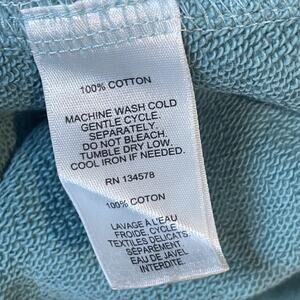 100% COTTON
MACHINE WASH COLD
GENTLE CYCLE.
SEPARATELY.
DO NOT BLEACH.
TUMBLE DRY LOW.
COOL IRON IF NEEDED.
RN 134578
100% COTON
LAVAGE À L'EAU
FROIDE, CYCLE
TEXTILES DÉLICATS.
SÉPARÉMENT.
EAU DE JAVEL
INTERDITE.